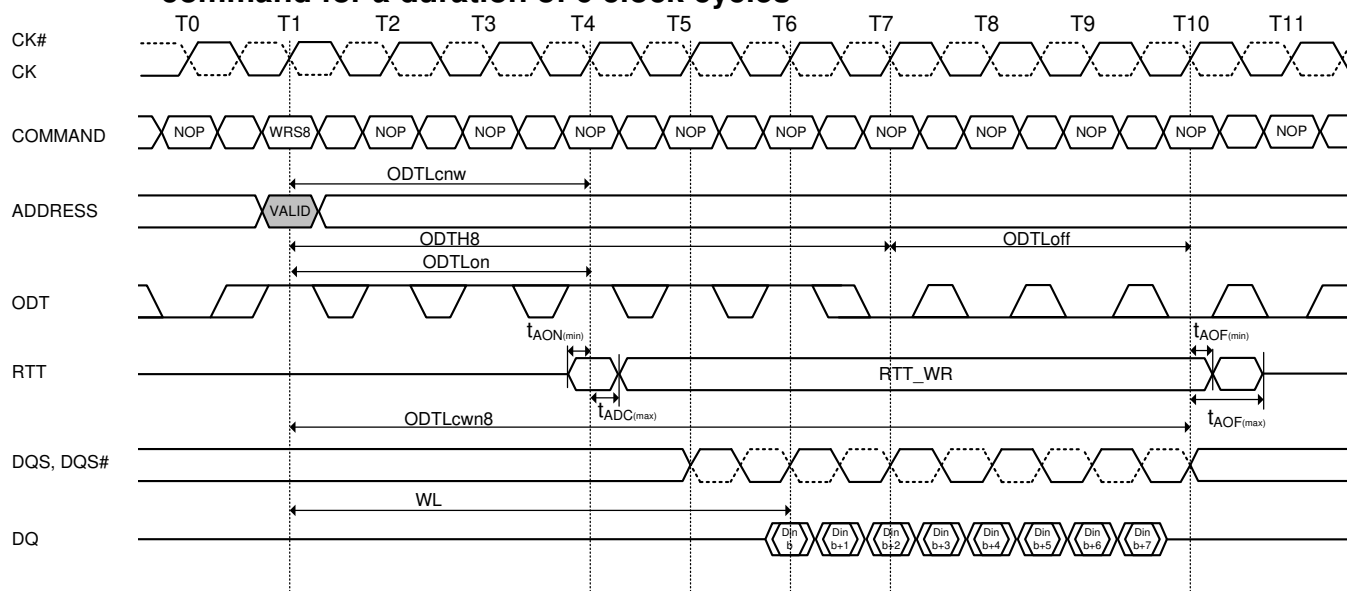 command for a duration of 6 clock cycles
T0 T1 T2 T3 T4 T5 T6 T7 T8 T9 T10 T11
CK#
CK
COMMAND NOP WRS8 NOP NOP NOP NOP NOP NOP NOP NOP NOP NOP
ODTLcnw
ADDRESS VALID
ODTH8 ODTLoff
ODTLon
ODT
tAON(min) tAOF(min)
RTT RTT_WR
tADC(max) tAOF(max)
ODTLcwn8
DQS, DQS#
WL
DQ Din b Din b+1 Din b+2 Din b+3 Din b+4 Din b+5 Din b+6 Din b+7